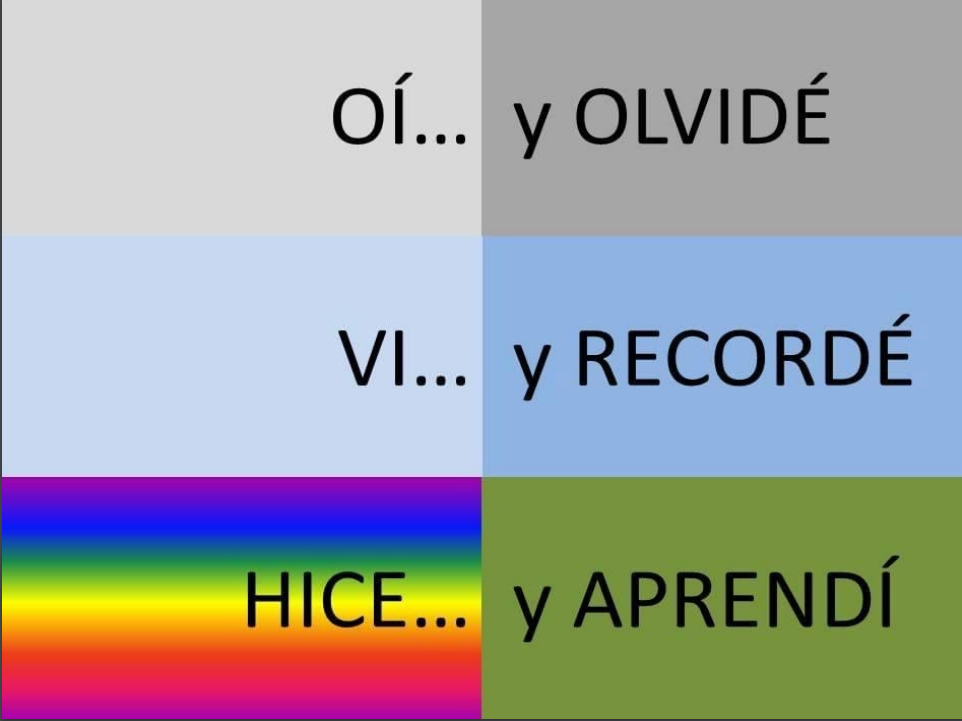 OÍ... y OLVIDÉ
VI... y RECORDÉ
HICE... y APRENDÍ